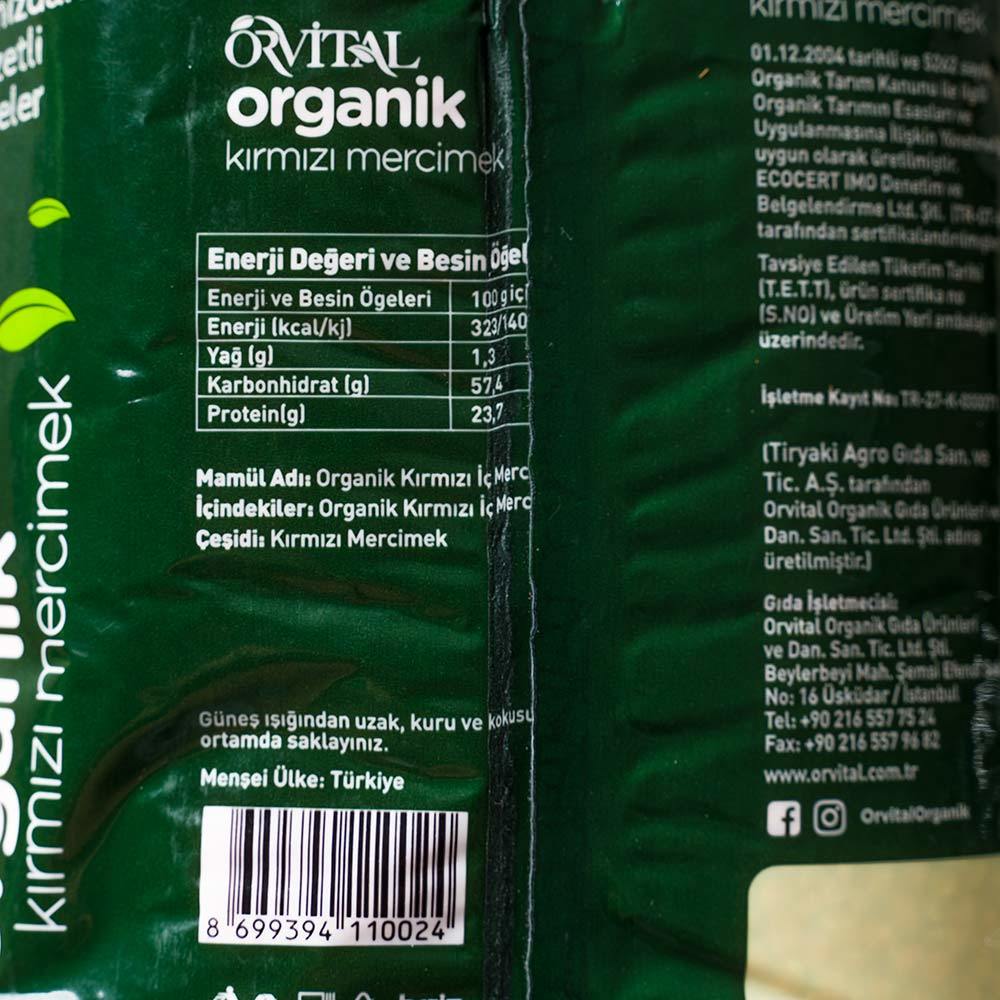 etli
eler
kırmızı mercimek
ORVİTAL
organik
kırmızı mercimek
Enerji Değeri ve Besin Öğel
Enerji ve Besin Ögeleri 100 g iç
Enerji (kcal/kj) 323/140
Yağ (g) 1,3
Karbonhidrat (g) 57,4
Protein(g) 23,7
Mamül Adı: Organik Kırmızı İç Merc
İçindekiler: Organik Kırmızı İç Merc
Çeşidi: Kırmızı Mercimek
Güneş ışığından uzak, kuru ve kokusu
ortamda saklayınız.
Menşei Ülke: Türkiye
8 699394 110024
kırmızı mercimek
01.12.2004 tarihli ve 5262
Organik Tarım Kanunu ile ilgili
Organik Tarımın Esasları ve
Uygulanmasına İlişkin
uygun olarak üretilmiştir.
ECOCERT IMO Denetim ve
Belgelendirme Ltd. Şti.
tarafından
Tavsiye Edilen Tüketim Tarihi
(T.E.T.T), ürün sertifika no
(S.NO) ve Üretim Yeri
üzerindedir.
İşletme Kayıt No: TR-27-K-
(Tiryaki Agro Gıda San. ve
Tic. A.Ş. tarafından
Orvital Organik Gıda Ürünleri ve
Dan. San. Tic. Ltd. Şti. adına
üretilmiştir.)
Gıda İşletmecisi:
Orvital Organik Gıda Ürünleri
ve Dan. San. Tic. Ltd. Şti.
Beylerbeyi Mah. Şemsi
No: 16 Üsküdar / İstanbul
Tel: +90 216 557 75 24
Fax: +90 216 557 96 82
www.orvital.com.tr
OrvitalOrganik